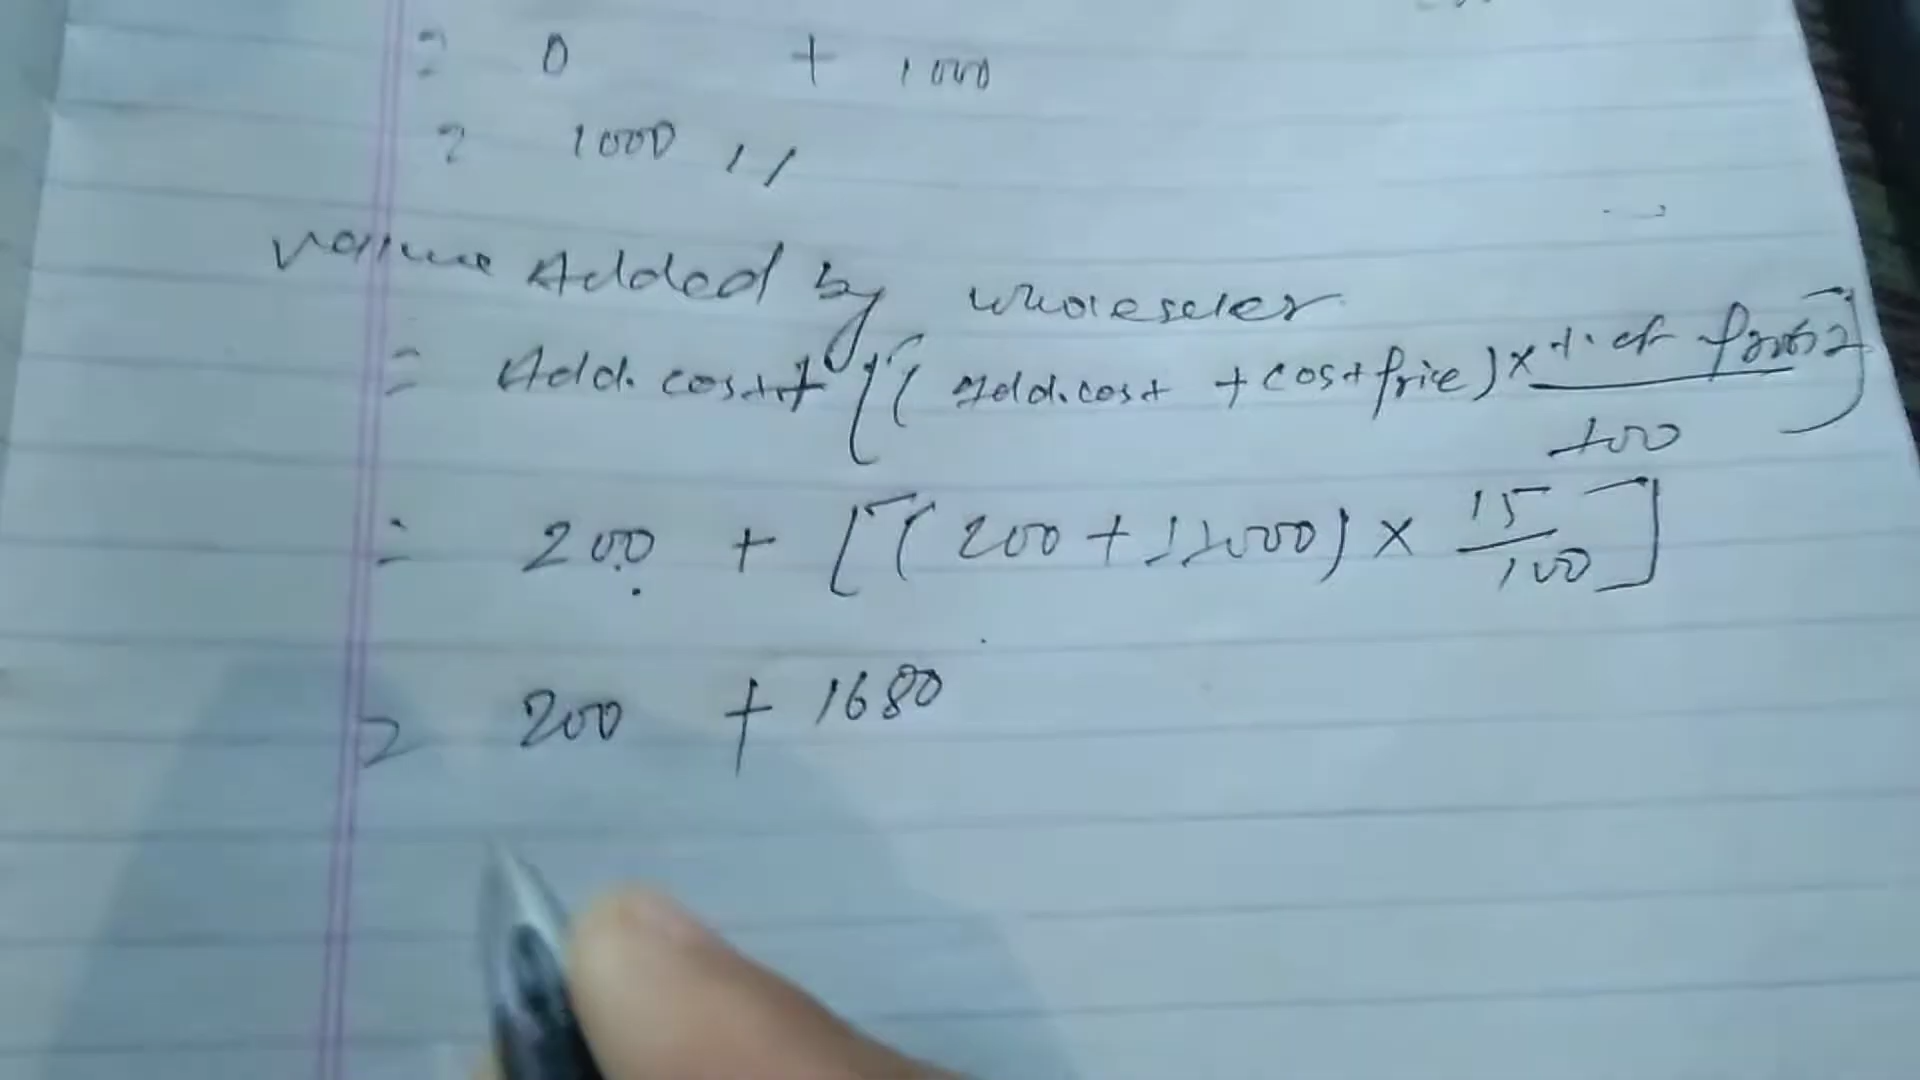 = 0 + 1000
= 1000 //
value Added by wholeseler
= Add. cost + [( Add. cost + cost price ) × %. of Profit / 100 ]
= 200 + [( 200 + 11000 ) × 15 / 100 ]
= 200 + 1680